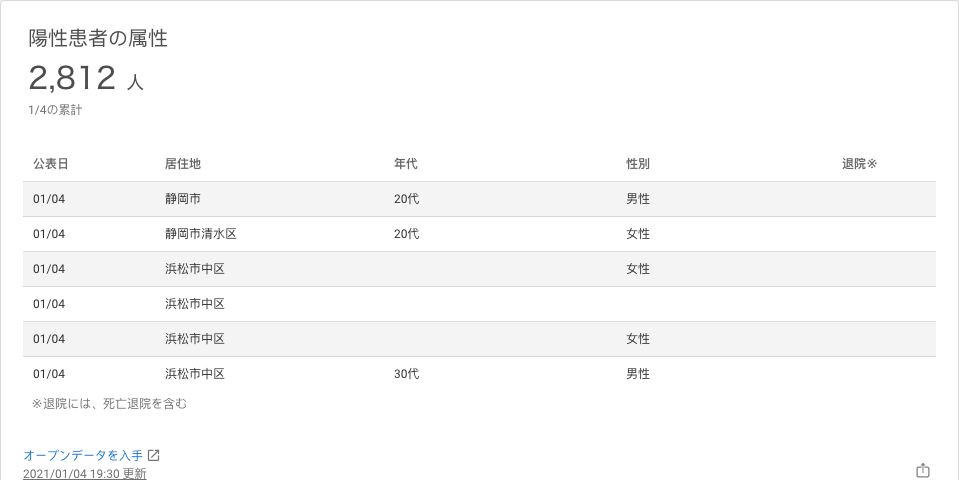 陽性患者の属性
2,812 人
1/4の累計
公表日 居住地 年代 性別 退院※
01/04 静岡市 20代 男性
01/04 静岡市清水区 20代 女性
01/04 浜松市中区 女性
01/04 浜松市中区
01/04 浜松市中区 女性
01/04 浜松市中区 30代 男性
※退院には、死亡退院を含む
オープンデータを入手
2021/01/04 19:30 更新